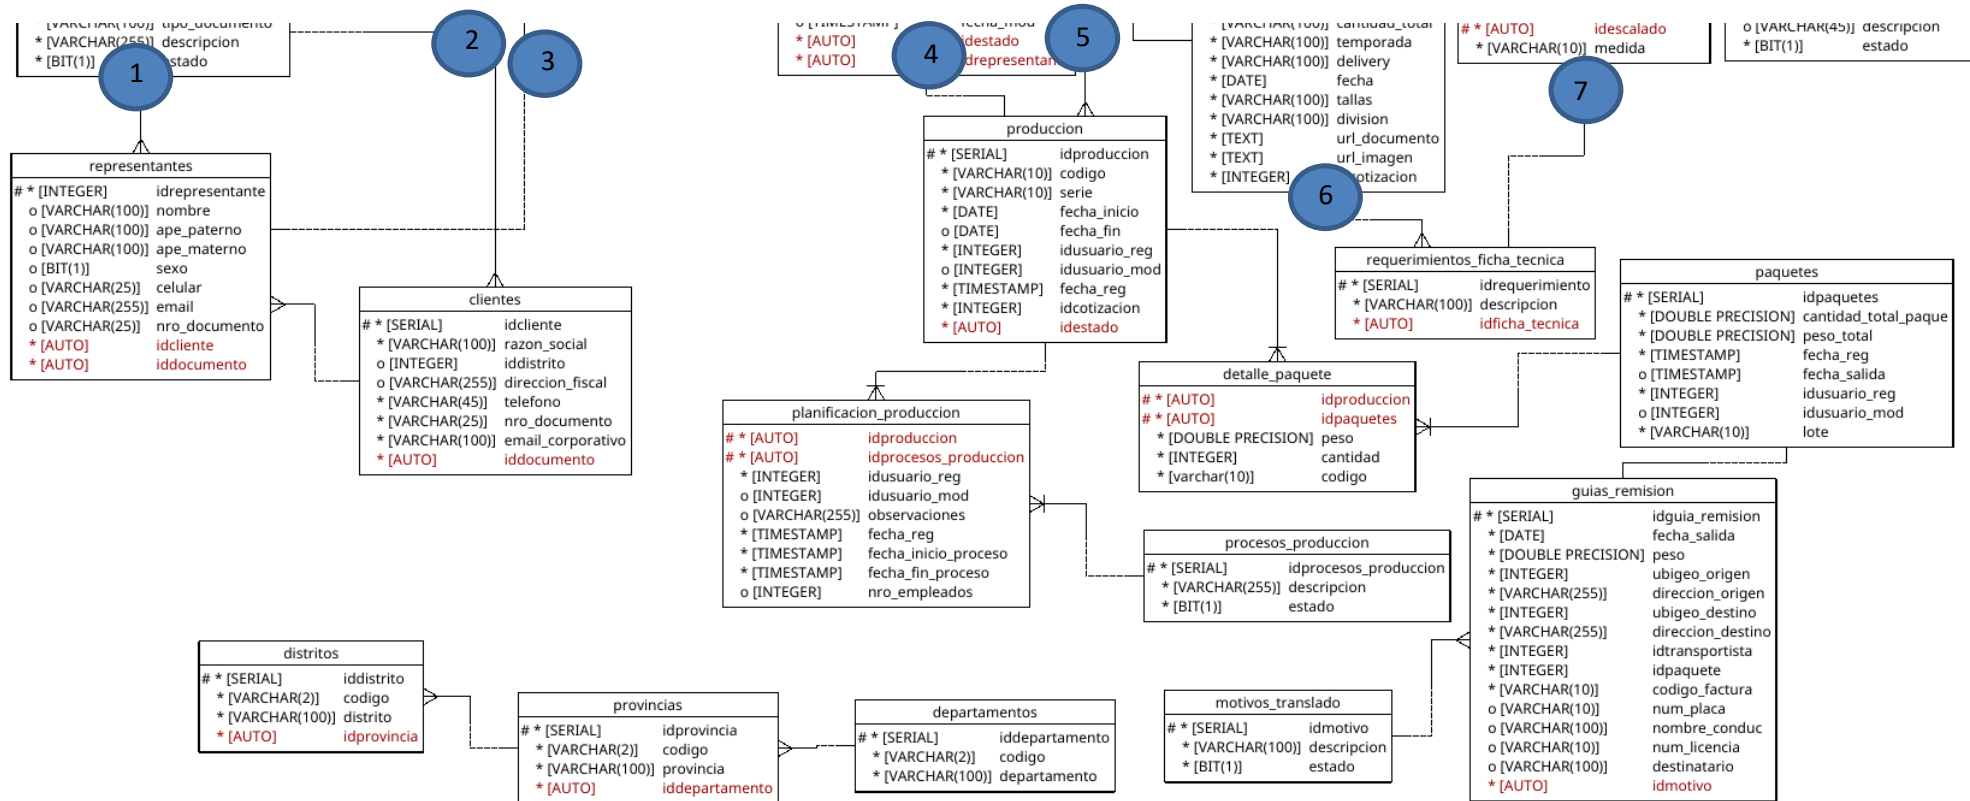 * [VARCHAR(100)] tipo_documento
* [VARCHAR(255)] descripcion
* [BIT(1)]
1
2
3
o [TIMESTAMP] fecha_mod
* [AUTO] idestado
* [AUTO]
4
5
* [VARCHAR(100)] cantidad_total
* [VARCHAR(100)] temporada
* [VARCHAR(100)] delivery
* [DATE] fecha
* [VARCHAR(100)] tallas
* [VARCHAR(100)] division
* [TEXT] url_documento
* [TEXT] url_imagen
* [INTEGER]
6
# * [AUTO] idescalado
* [VARCHAR(10)] medida
7
o [VARCHAR(45)] descripcion
* [BIT(1)] estado
representantes
# * [INTEGER] idrepresentante
o [VARCHAR(100)] nombre
o [VARCHAR(100)] ape_paterno
o [VARCHAR(100)] ape_materno
o [BIT(1)] sexo
o [VARCHAR(25)] celular
o [VARCHAR(255)] email
o [VARCHAR(25)] nro_documento
* [AUTO] idcliente
* [AUTO] iddocumento
clientes
# * [SERIAL] idcliente
* [VARCHAR(100)] razon_social
o [INTEGER] iddistrito
o [VARCHAR(255)] direccion_fiscal
* [VARCHAR(45)] telefono
* [VARCHAR(25)] nro_documento
* [VARCHAR(100)] email_corporativo
* [AUTO] iddocumento
produccion
# * [SERIAL] idproduccion
* [VARCHAR(10)] codigo
* [VARCHAR(10)] serie
* [DATE] fecha_inicio
o [DATE] fecha_fin
* [INTEGER] idusuario_reg
o [INTEGER] idusuario_mod
* [TIMESTAMP] fecha_reg
* [INTEGER] idcotizacion
* [AUTO] idestado
requerimientos_ficha_tecnica
# * [SERIAL] idrequerimiento
* [VARCHAR(100)] descripcion
* [AUTO] idficha_tecnica
paquetes
# * [SERIAL] idpaquetes
* [DOUBLE PRECISION] cantidad_total_paque
* [DOUBLE PRECISION] peso_total
* [TIMESTAMP] fecha_reg
o [TIMESTAMP] fecha_salida
* [INTEGER] idusuario_reg
o [INTEGER] idusuario_mod
* [VARCHAR(10)] lote
detalle_paquete
# * [AUTO] idproduccion
# * [AUTO] idpaquetes
* [DOUBLE PRECISION] peso
* [INTEGER] cantidad
* [varchar(10)] codigo
planificacion_produccion
# * [AUTO] idproduccion
# * [AUTO] idprocesos_produccion
* [INTEGER] idusuario_reg
o [INTEGER] idusuario_mod
o [VARCHAR(255)] observaciones
* [TIMESTAMP] fecha_reg
* [TIMESTAMP] fecha_inicio_proceso
* [TIMESTAMP] fecha_fin_proceso
o [INTEGER] nro_empleados
procesos_produccion
# * [SERIAL] idprocesos_produccion
* [VARCHAR(255)] descripcion
* [BIT(1)] estado
guias_remision
# * [SERIAL] idguia_remision
* [DATE] fecha_salida
* [DOUBLE PRECISION] peso
* [INTEGER] ubigeo_origen
* [VARCHAR(255)] direccion_origen
* [INTEGER] ubigeo_destino
* [VARCHAR(255)] direccion_destino
* [INTEGER] idtransportista
* [INTEGER] idpaquete
* [VARCHAR(10)] codigo_factura
o [VARCHAR(10)] num_placa
o [VARCHAR(100)] nombre_conduc
o [VARCHAR(10)] num_licencia
o [VARCHAR(100)] destinatario
* [AUTO] idmotivo
distritos
# * [SERIAL] iddistrito
* [VARCHAR(2)] codigo
* [VARCHAR(100)] distrito
* [AUTO] idprovincia
provincias
# * [SERIAL] idprovincia
* [VARCHAR(2)] codigo
* [VARCHAR(100)] provincia
* [AUTO] iddepartamento
departamentos
# * [SERIAL] iddepartamento
* [VARCHAR(2)] codigo
* [VARCHAR(100)] departamento
motivos_translado
# * [SERIAL] idmotivo
* [VARCHAR(100)] descripcion
* [BIT(1)] estado